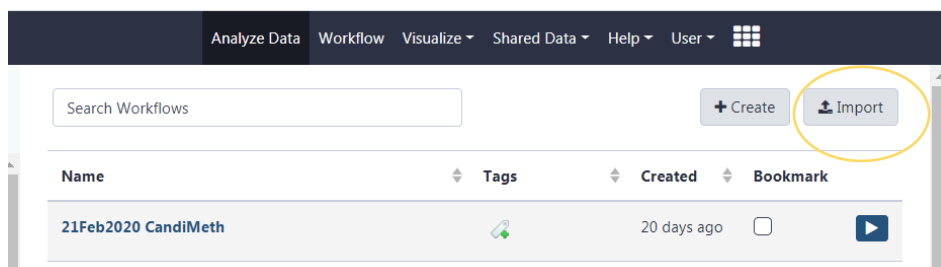 Analyze Data Workflow Visualize Shared Data Help User
Search Workflows + Create Import
Name Tags Created Bookmark
21Feb2020 CandiMeth 20 days ago